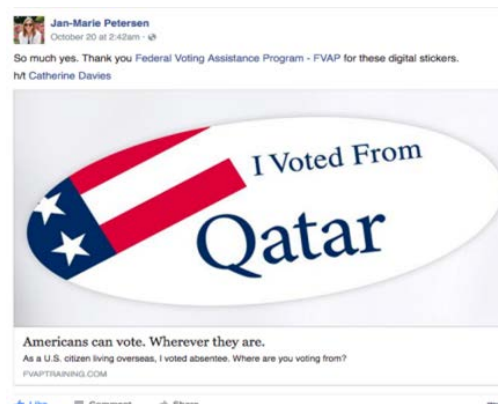 Jan-Marie Petersen
October 20 at 2:42am ·
So much yes. Thank you Federal Voting Assistance Program - FVAP for these digital stickers.
h/t Catherine Davies
I Voted From
Qatar
Americans can vote. Wherever they are.
As a U.S. citizen living overseas, I voted absentee. Where are you voting from?
FVAPTRAINING.COM
Like Comment Share